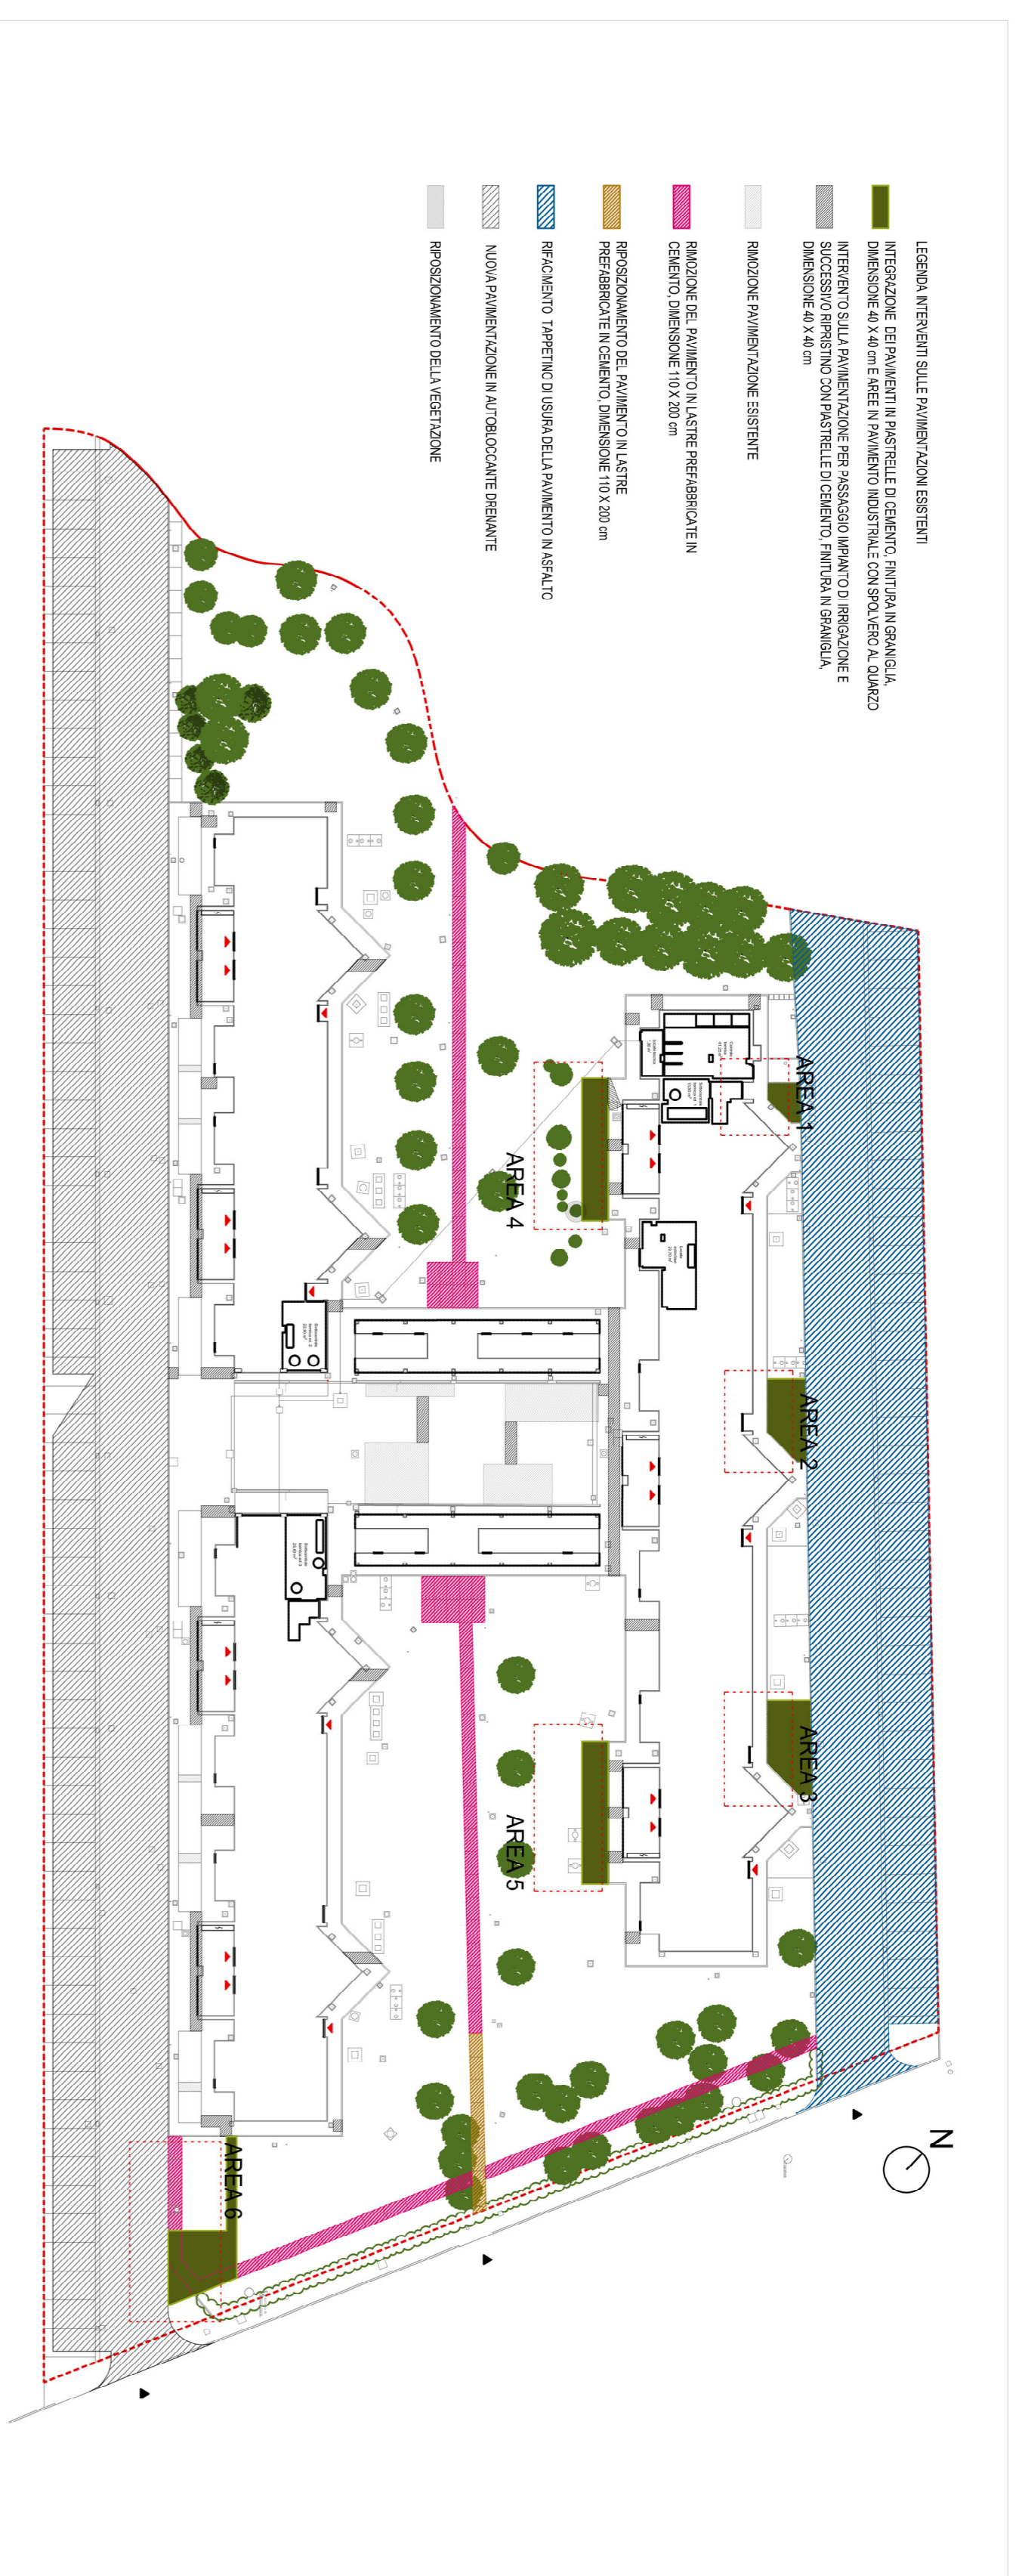 LEGENDA INTERVENTI SULLE PAVIMENTAZIONI ESISTENTI
INTEGRAZIONE DEI PAVIMENTI IN PIASTRELLE DI CEMENTO, FINITURA IN GRANIGLIA,
DIMENSIONE 40 X 40 cm E AREE IN PAVIMENTO INDUSTRIALE CON SPOLVERO AL QUARZO
INTERVENTO SULLA PAVIMENTAZIONE PER PASSAGGIO IMPIANTO DI IRRIGAZIONE E
SUCCESSIVO RIPRISTINO CON PIASTRELLE DI CEMENTO, FINITURA IN GRANIGLIA,
DIMENSIONE 40 X 40 cm
RIMOZIONE PAVIMENTAZIONE ESISTENTE
RIMOZIONE DEL PAVIMENTO IN LASTRE PREFABBRICATE IN
CEMENTO, DIMENSIONE 110 X 200 cm
RIPOSIZIONAMENTO DEL PAVIMENTO IN LASTRE
PREFABBRICATE IN CEMENTO, DIMENSIONE 110 X 200 cm
RIFACIMENTO TAPPETINO DI USURA DELLA PAVIMENTO IN ASFALTO
NUOVA PAVIMENTAZIONE IN AUTOBLOCCANTE DRENANTE
RIPOSIZIONAMENTO DELLA VEGETAZIONE
AREA 1
AREA 2
AREA 3
AREA 4
AREA 5
AREA 6
N